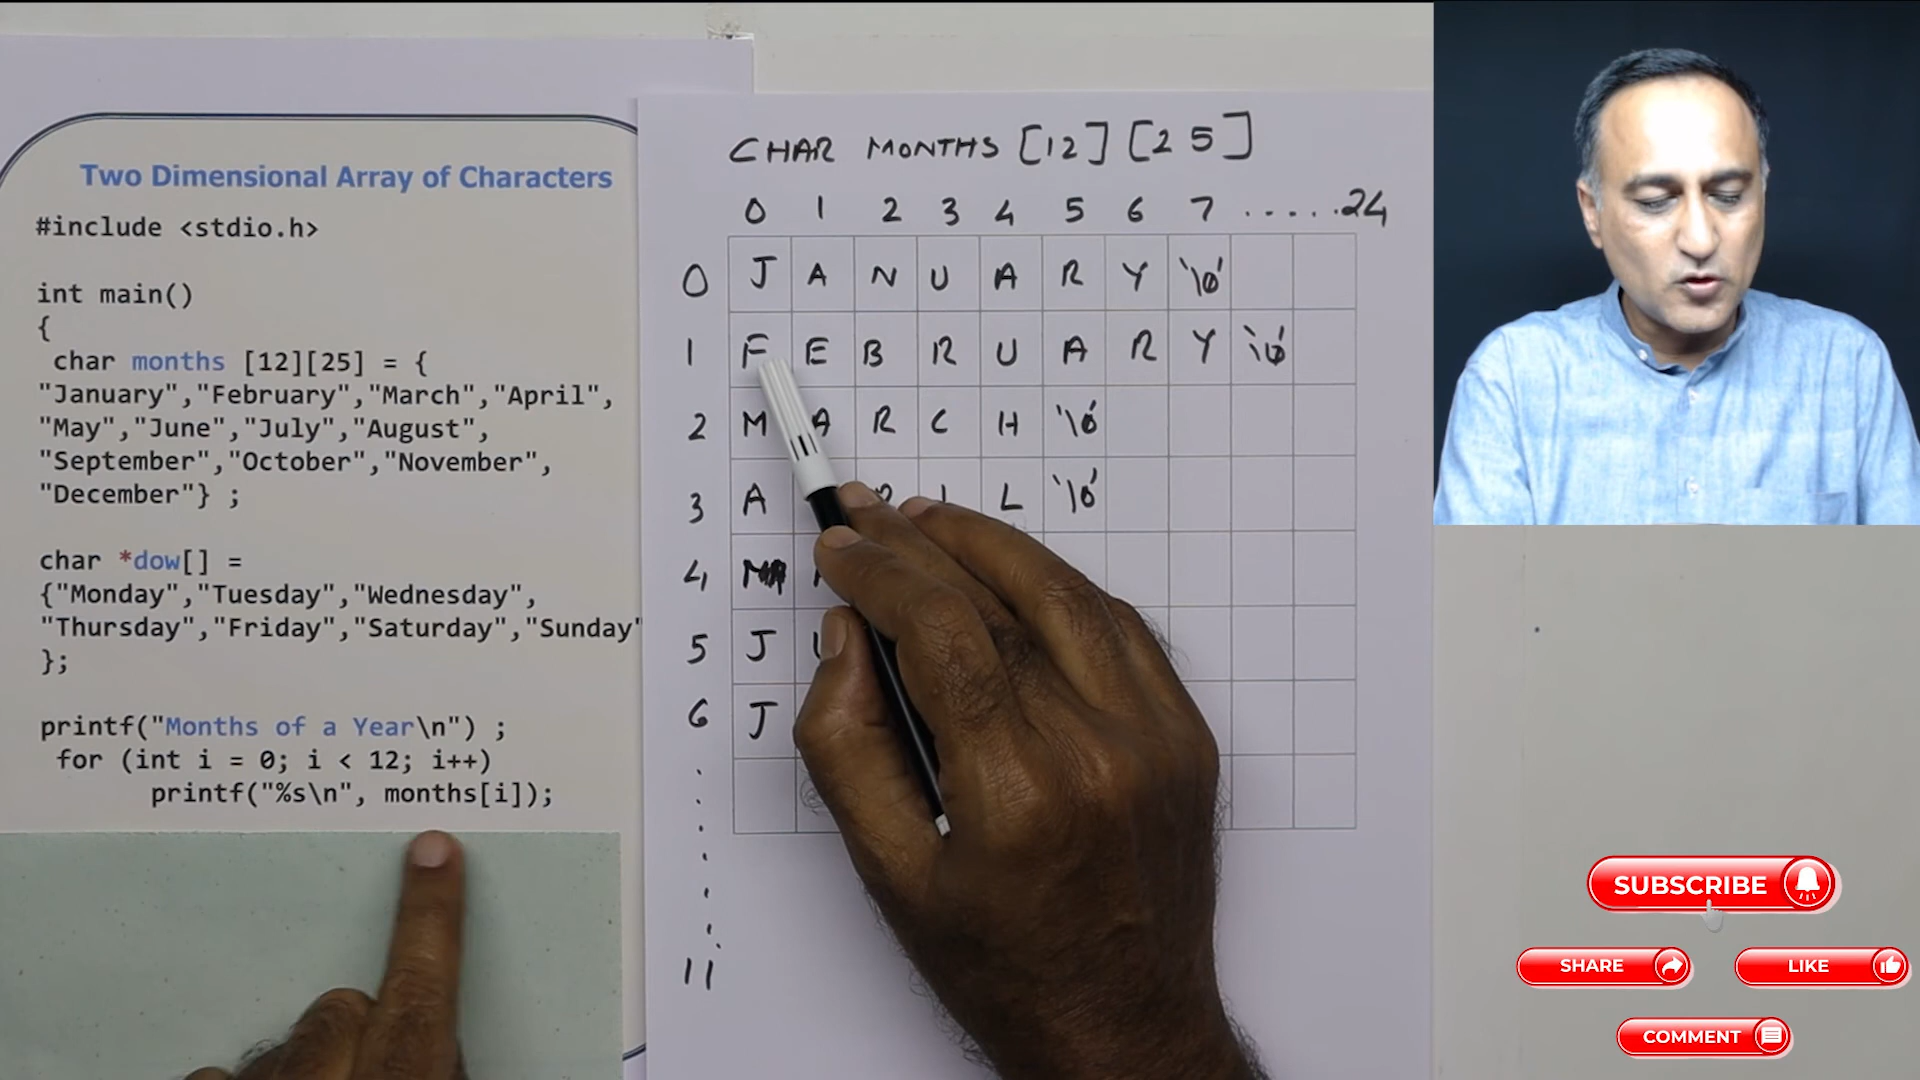 Two Dimensional Array of Characters
#include <stdio.h>
int main()
{
char months [12][25] = {
"January","February","March","April",
"May","June","July","August",
"September","October","November",
"December"} ;
char *dow[] =
{"Monday","Tuesday","Wednesday",
"Thursday","Friday","Saturday","Sunday"
};
printf("Months of a Year\n") ;
for (int i = 0; i < 12; i++)
printf("%s\n", months[i]);
CHAR MONTHS [12] [25]
0 1 2 3 4 5 6 7 ..... 24
0 J A N U A R Y '\0'
1 F E B R U A R Y '\0'
2 M A R C H '\0'
3 A L '\0'
4 M
5 J
6 J
11
SUBSCRIBE
SHARE
LIKE
COMMENT